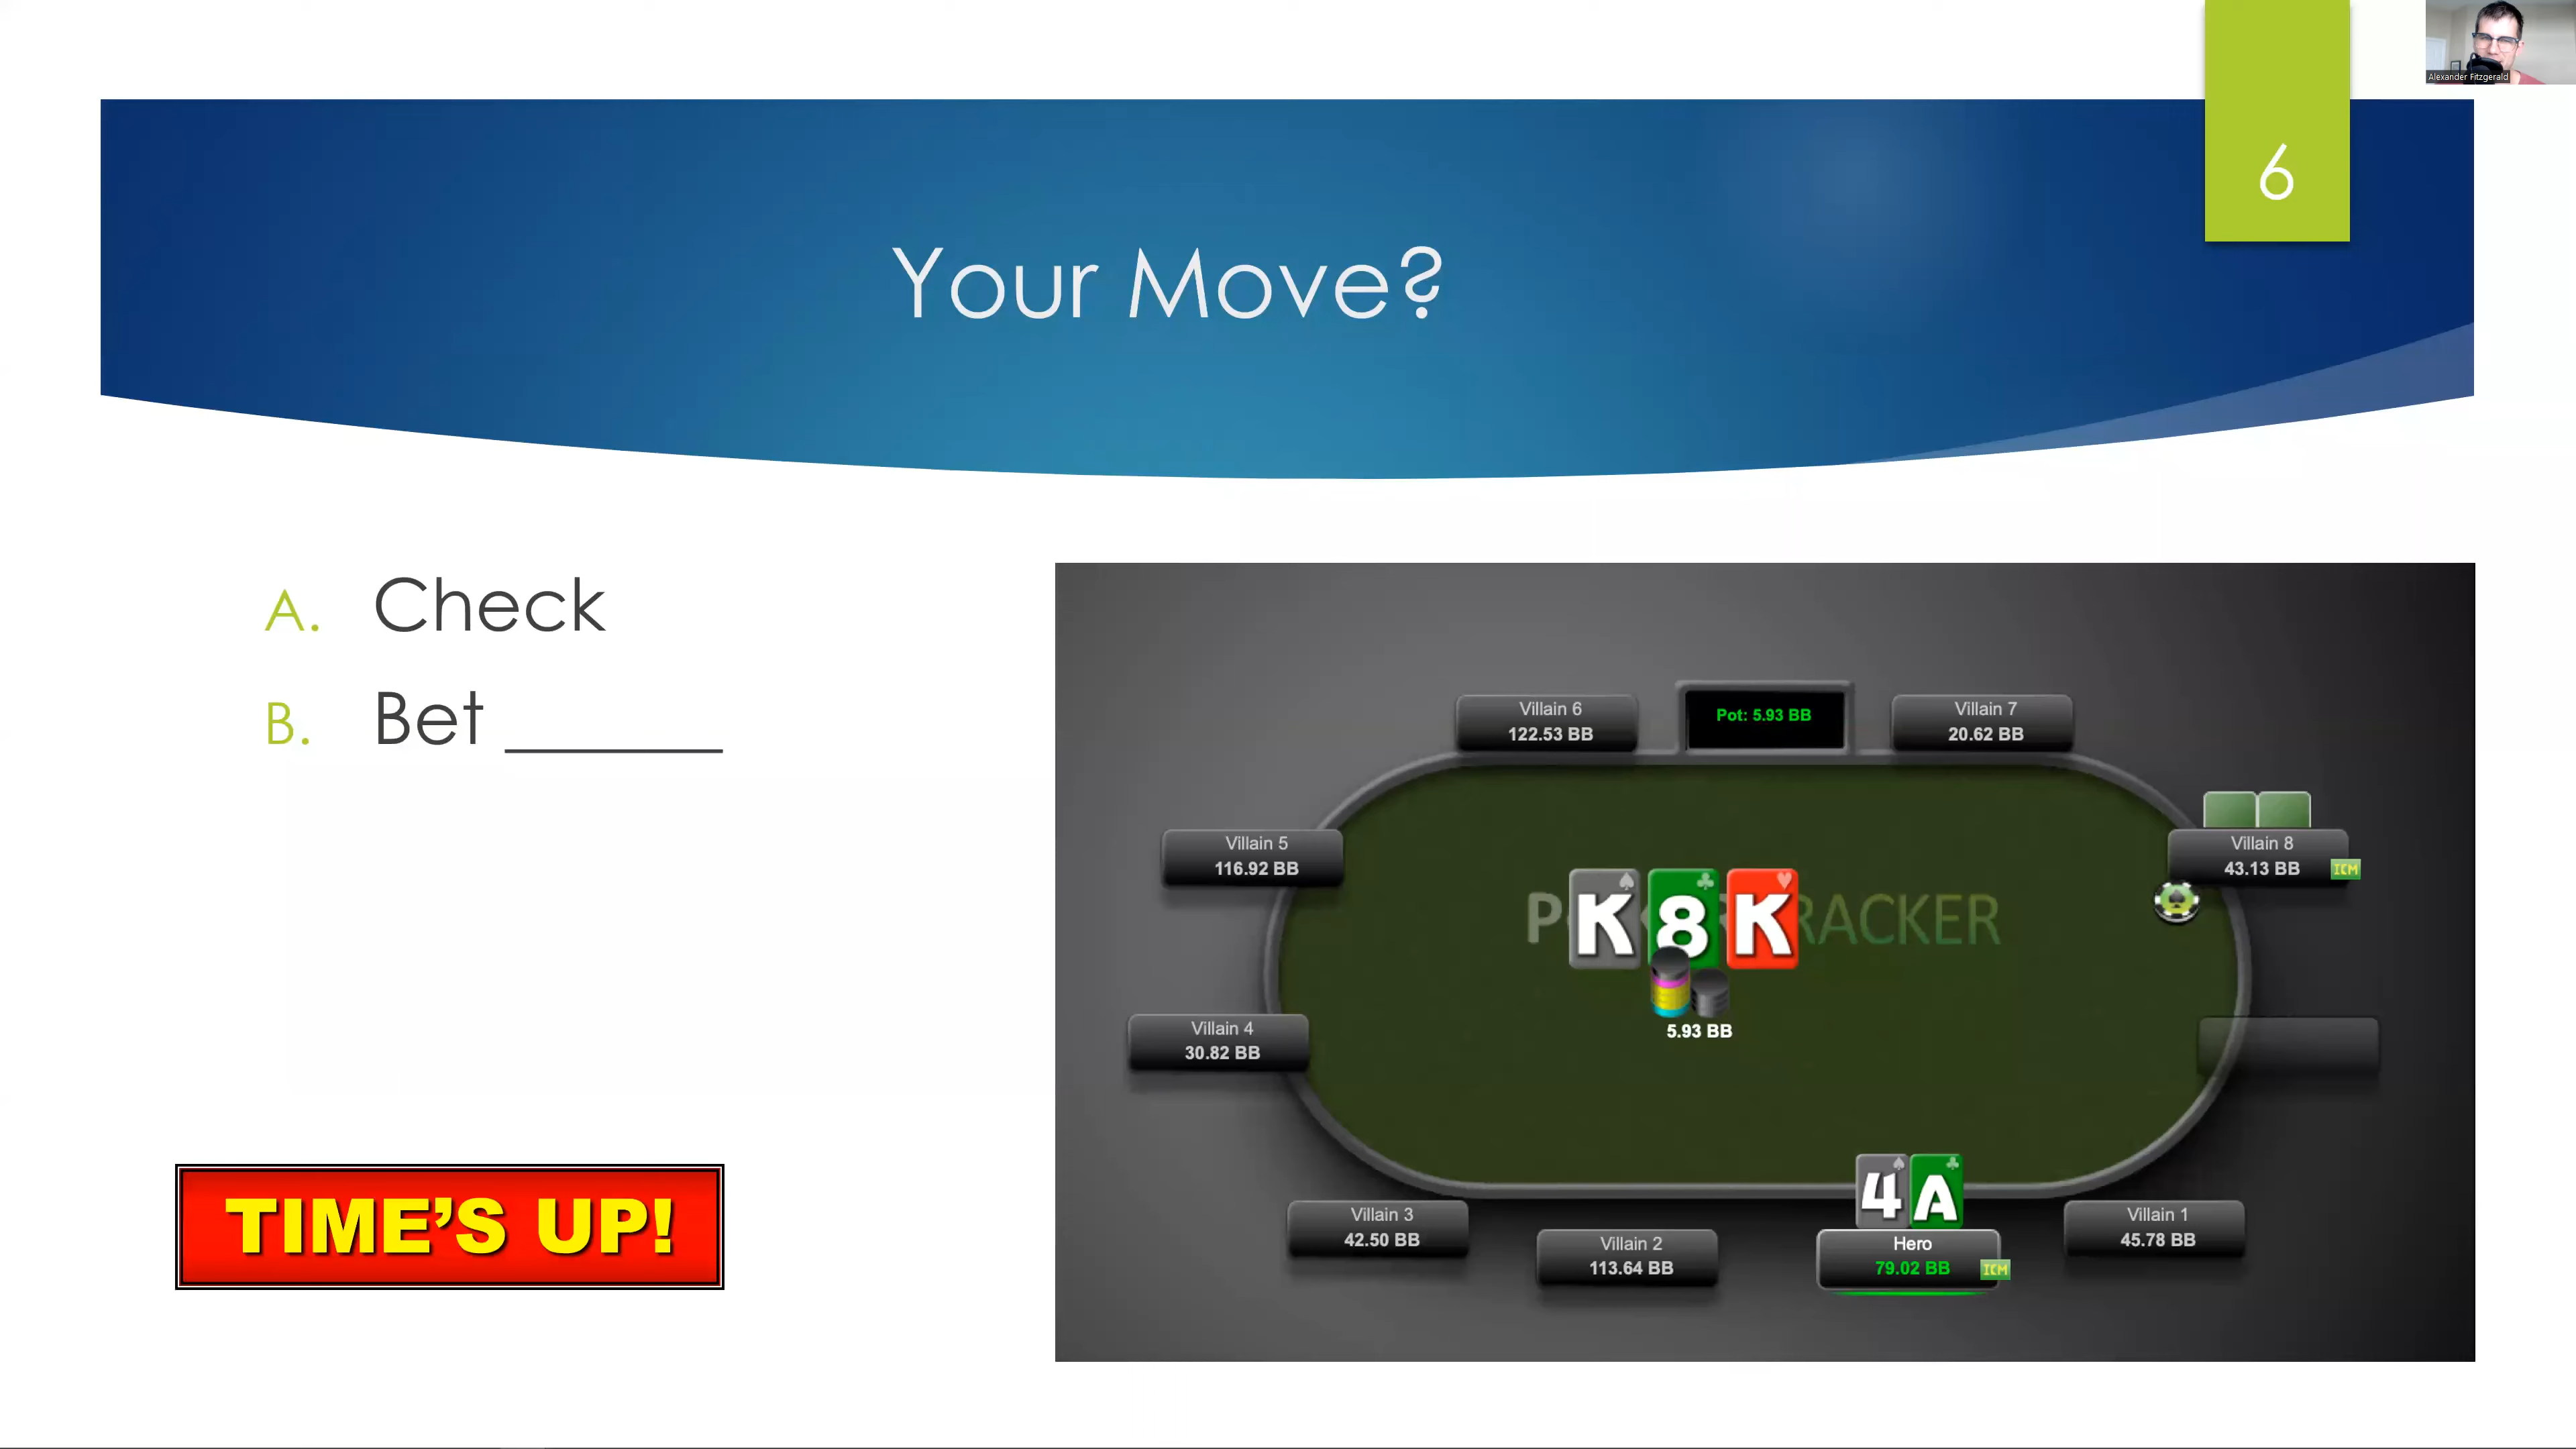 Alexander Fitzgerald
6
Your Move?
A. Check
B. Bet ______
TIME'S UP!
Villain 6
122.53 BB
Pot: 5.93 BB
Villain 7
20.62 BB
Villain 5
116.92 BB
Villain 8
43.13 BB
ICM
K 8 K
P RACKER
5.93 BB
Villain 4
30.82 BB
4 A
Villain 3
42.50 BB
Villain 2
113.64 BB
Hero
79.02 BB
ICM
Villain 1
45.78 BB